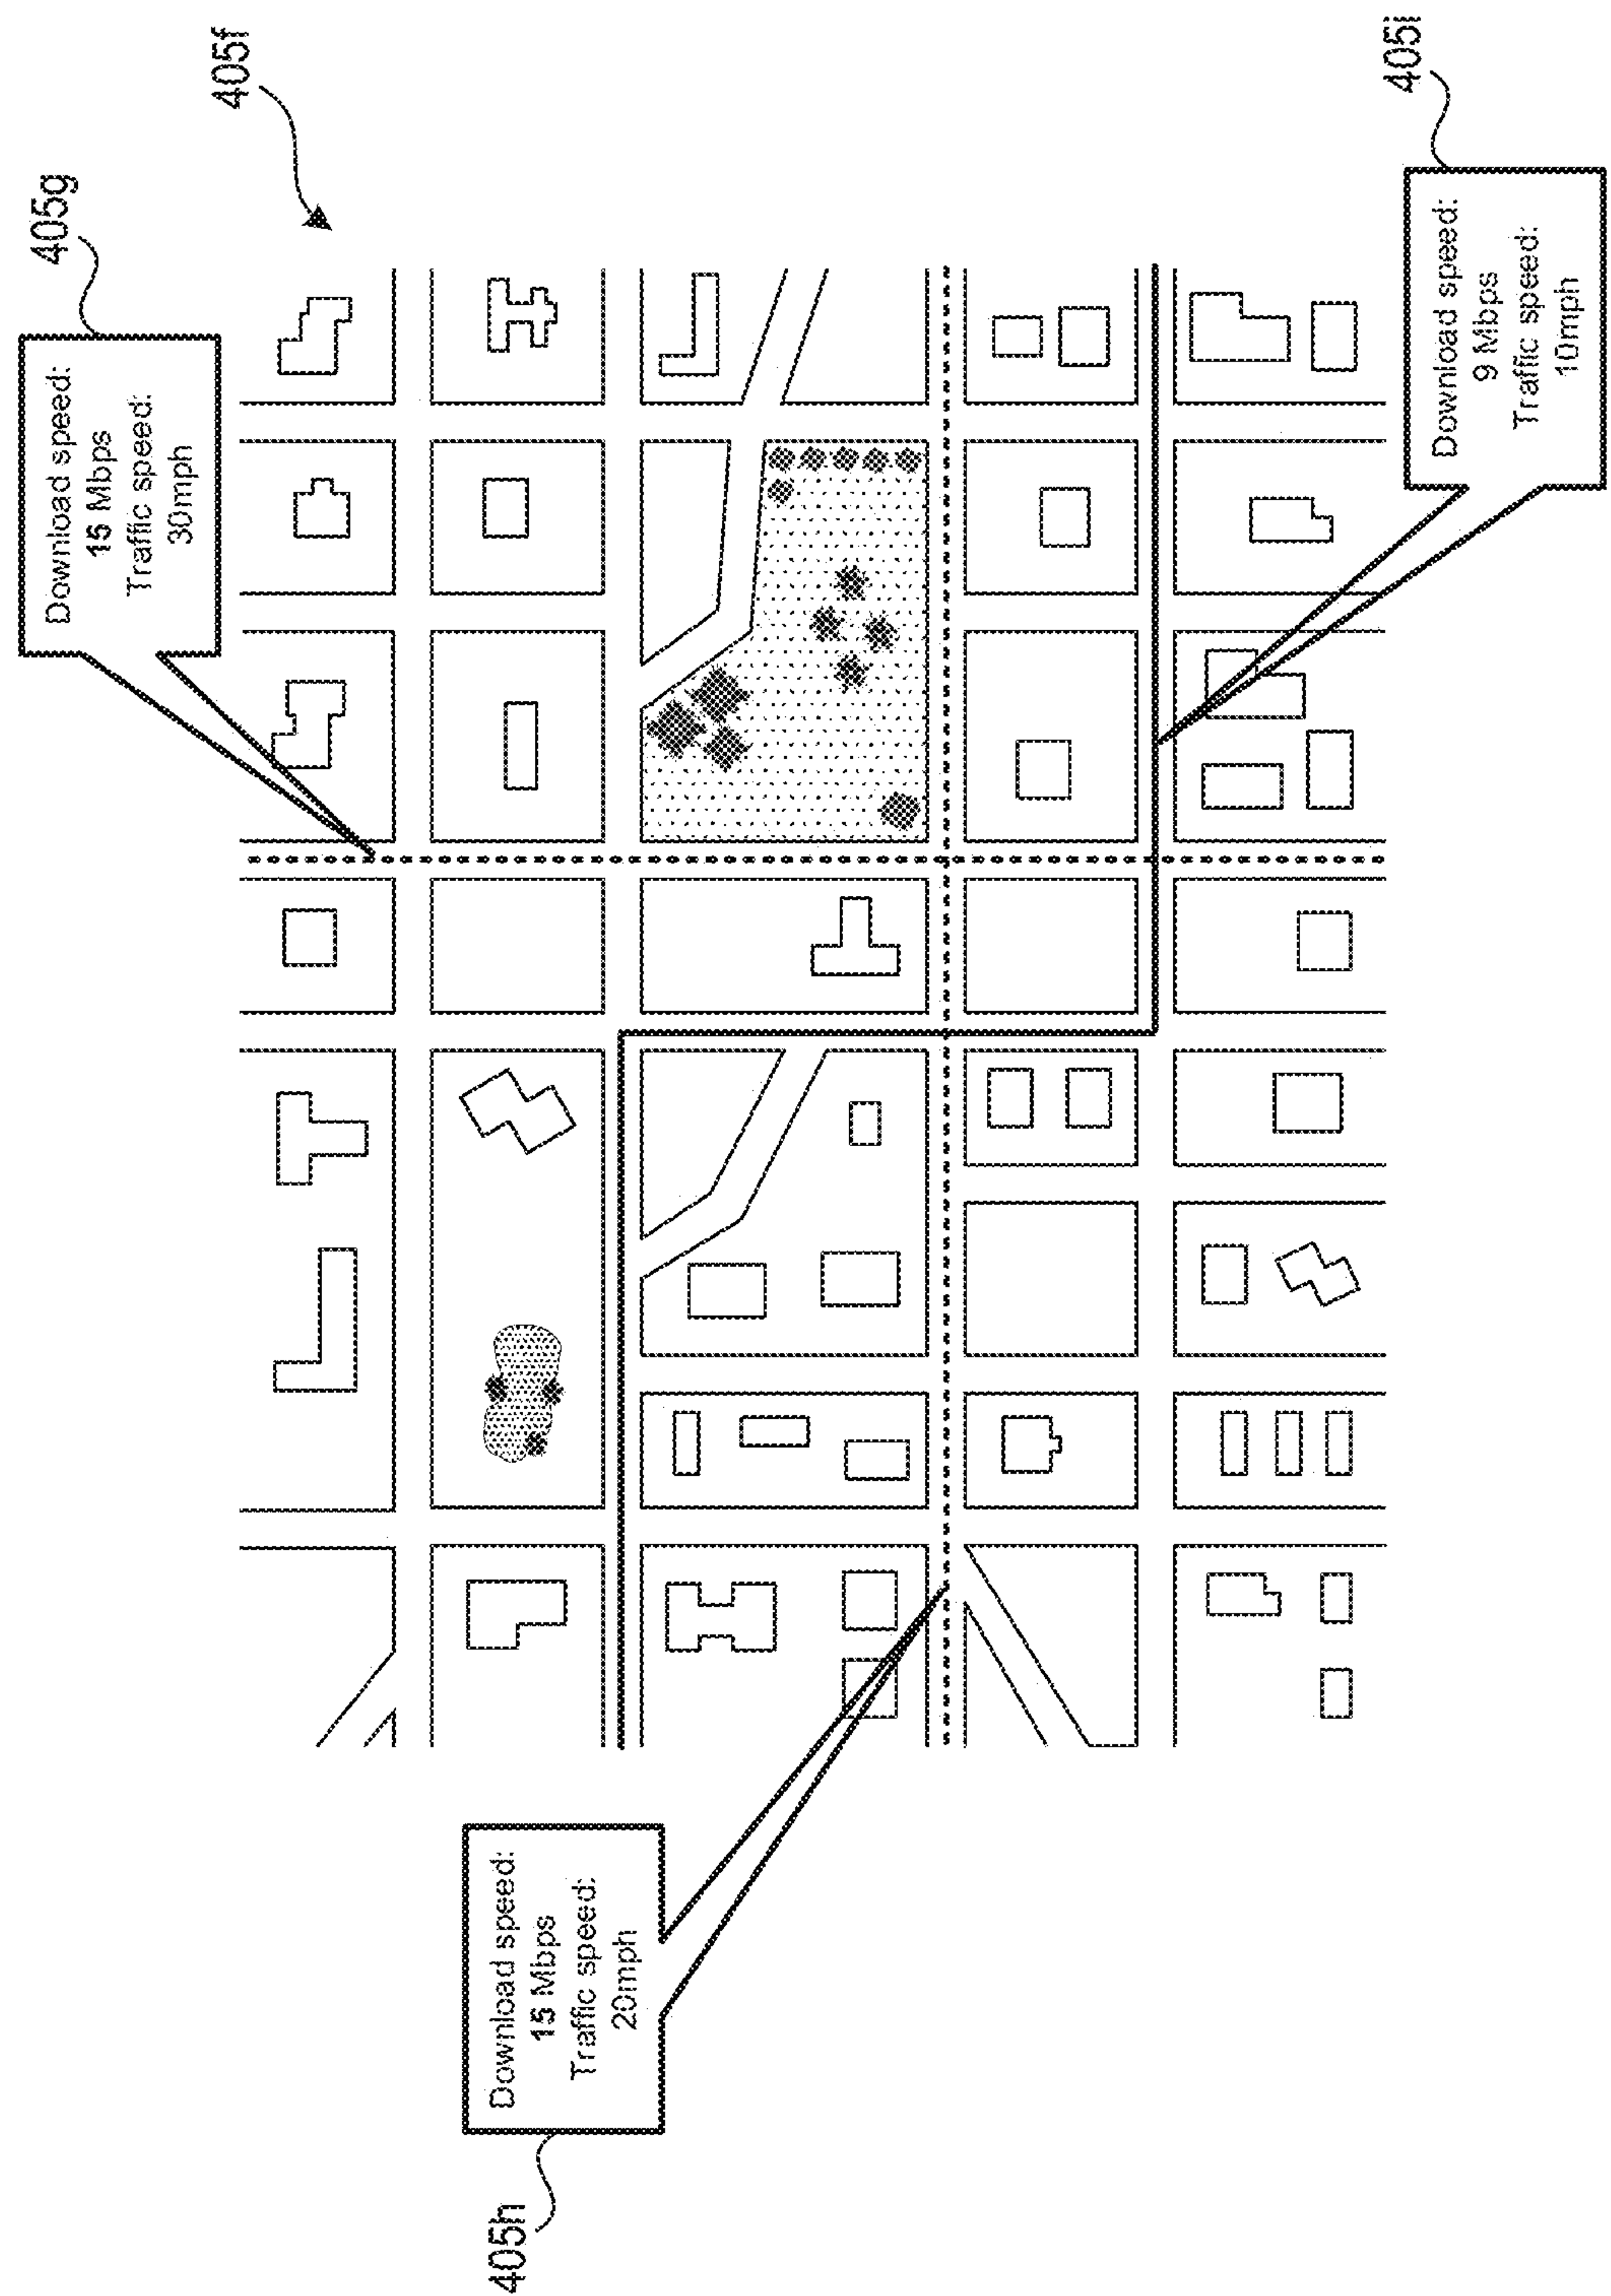 405f
405g
Download speed:
15 Mbps
Traffic speed:
30mph
405h
Download speed:
15 Mbps
Traffic speed:
20mph
405i
Download speed:
9 Mbps
Traffic speed:
10mph